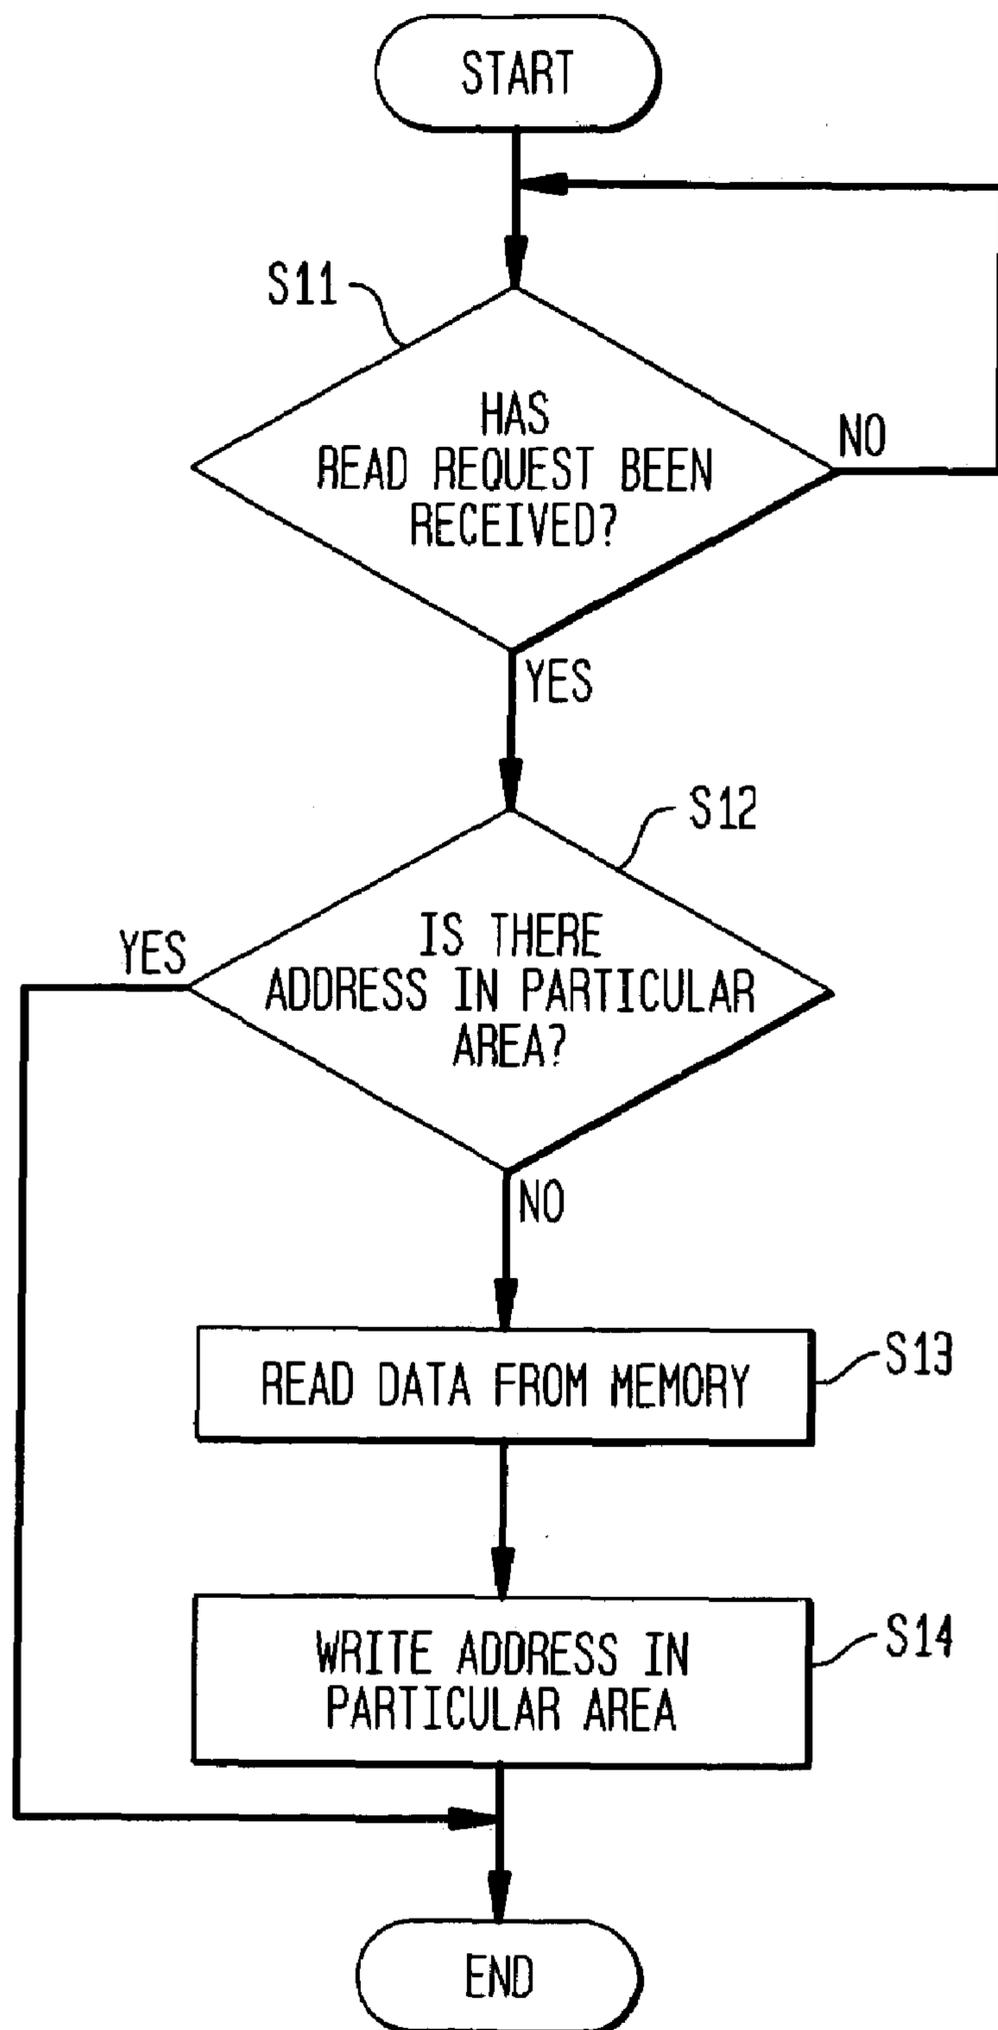 START
S11
HAS
READ REQUEST BEEN
RECEIVED?
NO
YES
S12
IS THERE
ADDRESS IN PARTICULAR
AREA?
YES
NO
READ DATA FROM MEMORY
S13
WRITE ADDRESS IN
PARTICULAR AREA
S14
END